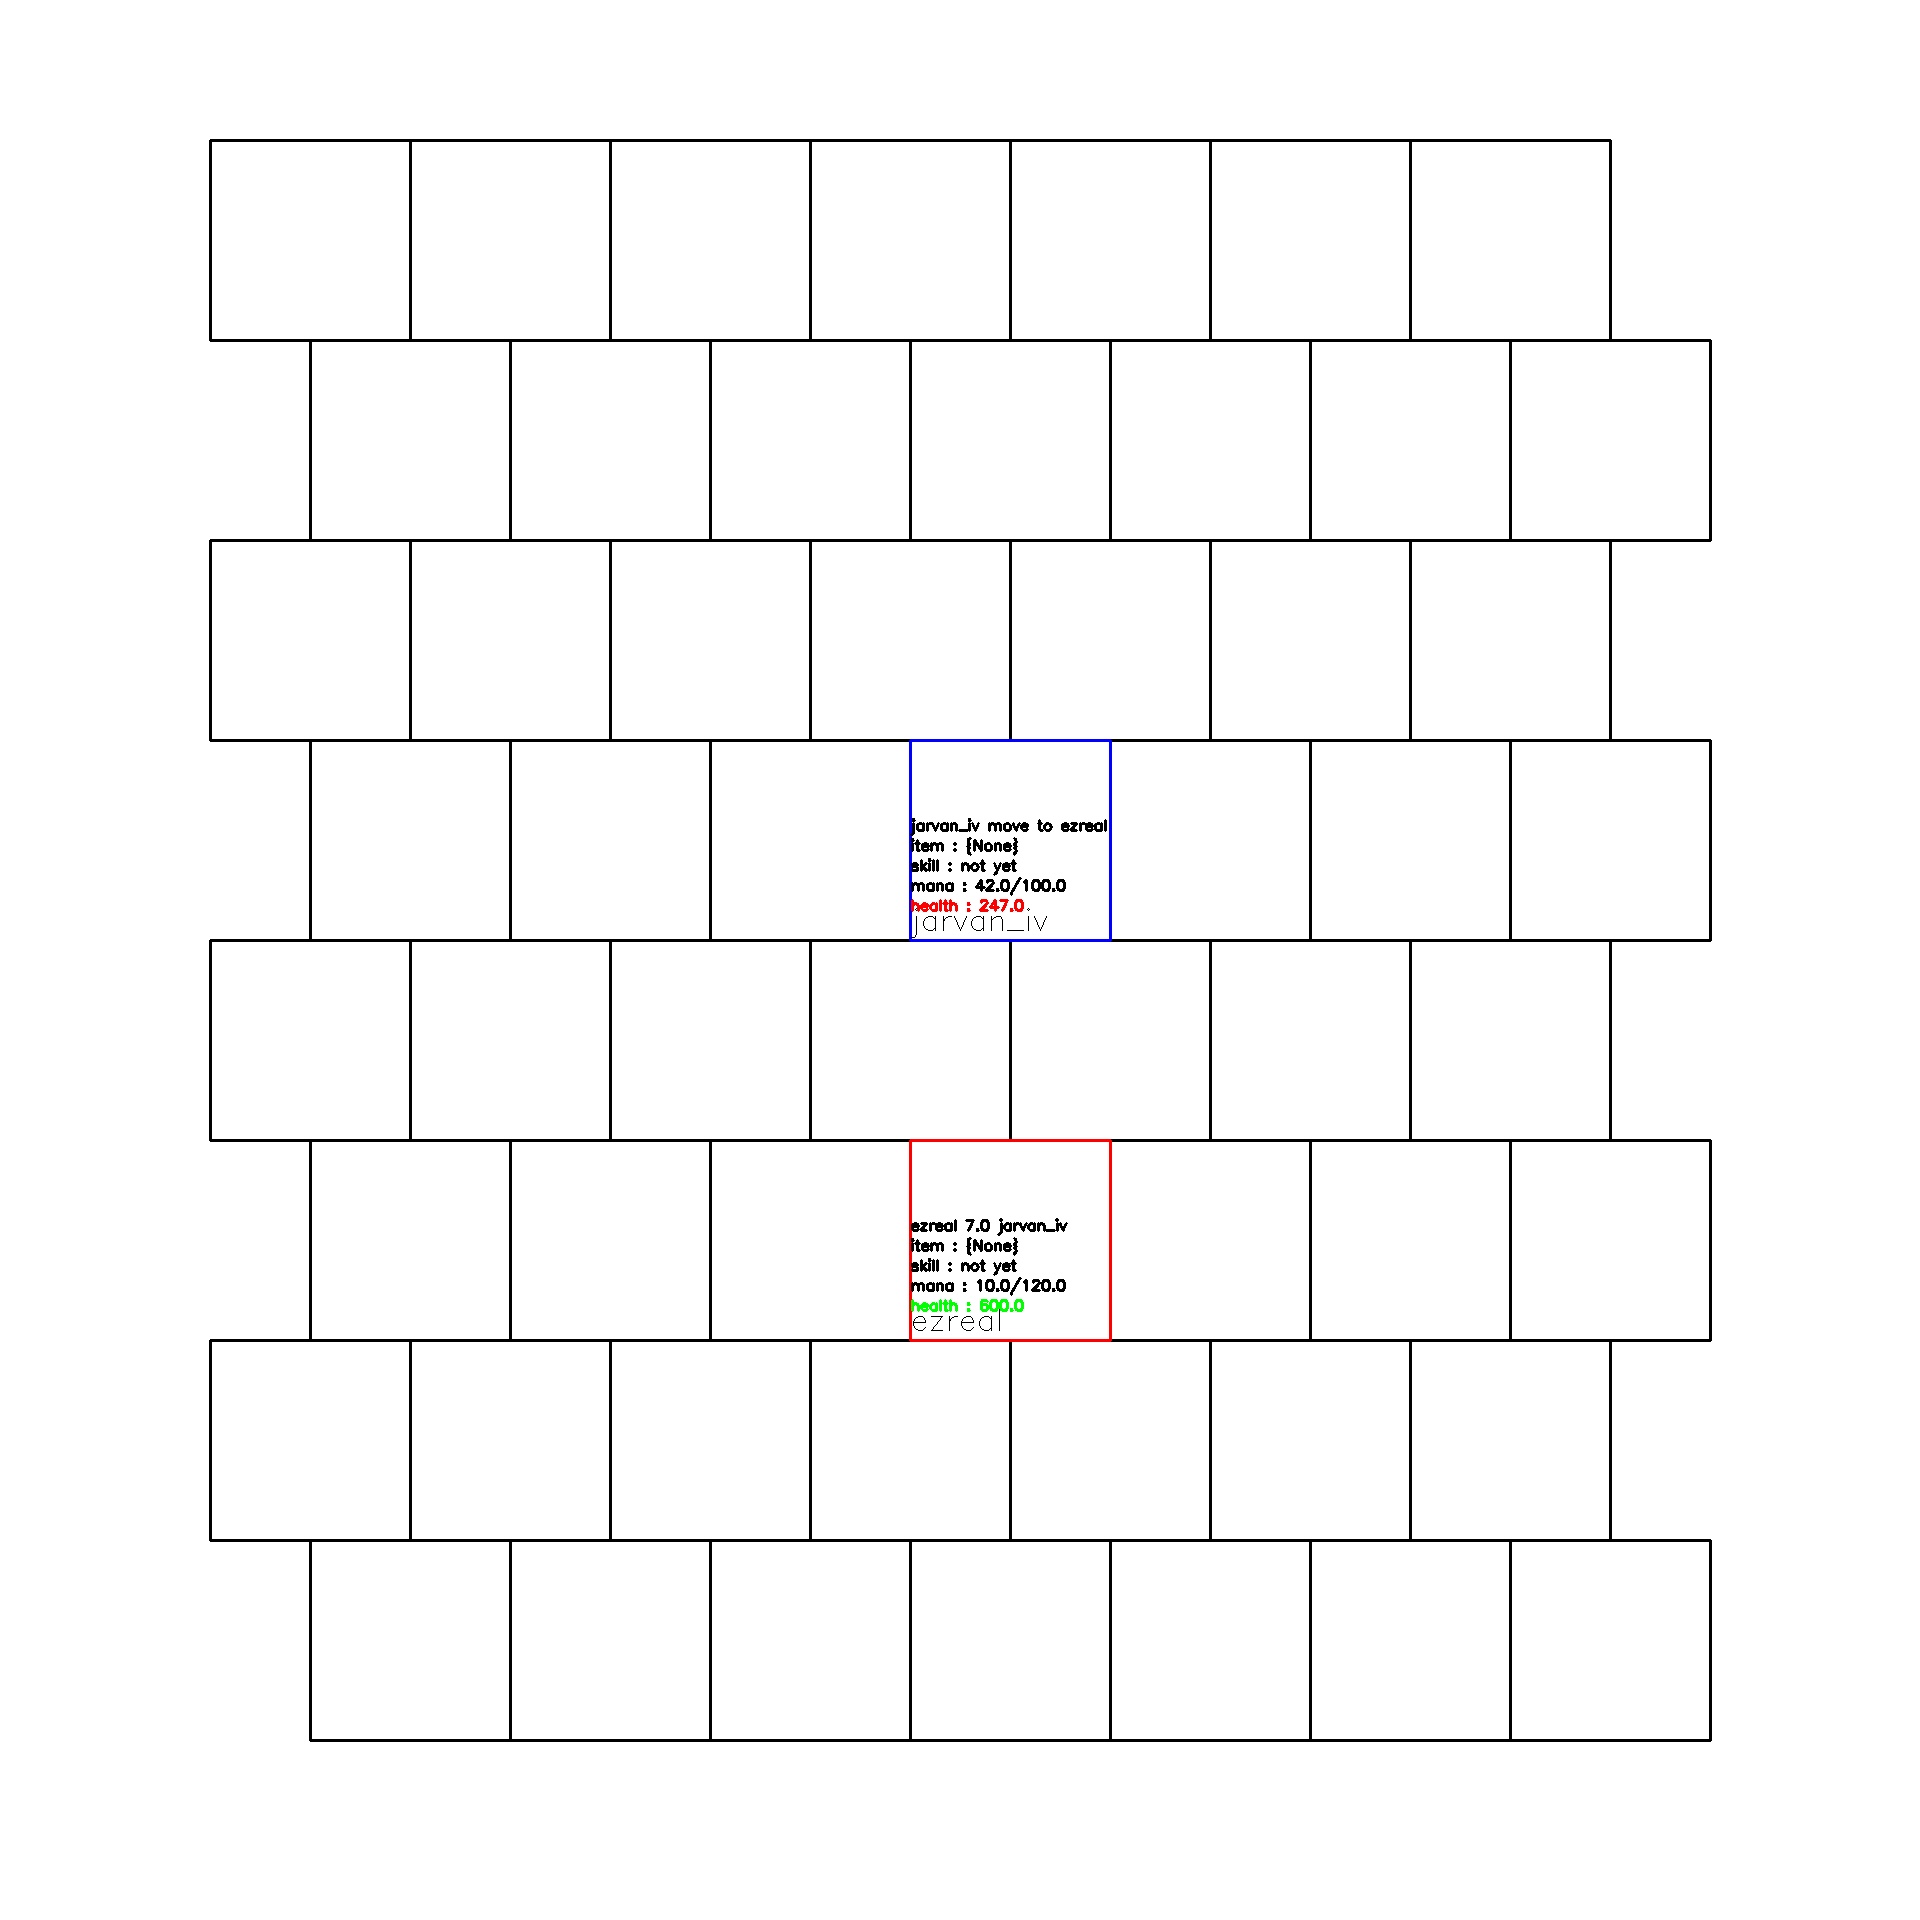 jarvan_iv move to ezreal
item : {None}
skill : not yet
mana : 42.0/100.0
health : 247.0
jarvan_iv
ezreal 7.0 jarvan_iv
item : {None}
skill : not yet
mana : 10.0/120.0
health : 600.0
ezreal